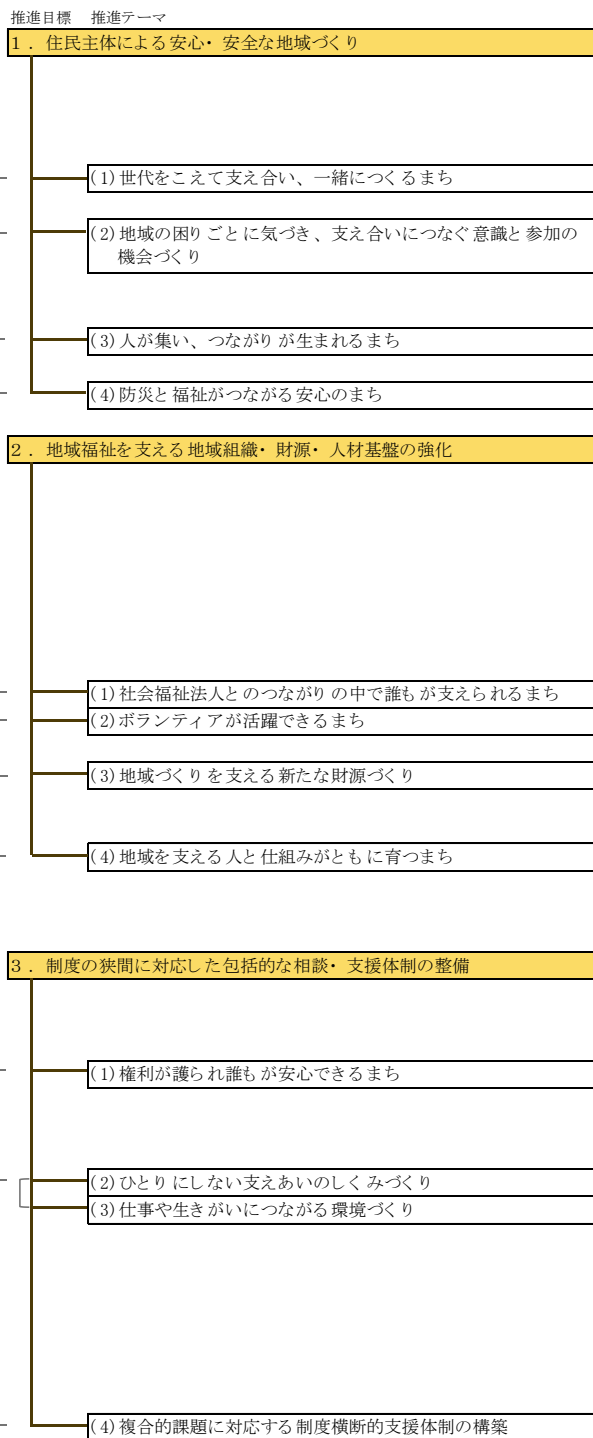 推進目標 推進テーマ
1．住民主体による安心・安全な地域づくり
(1)世代をこえて支え合い、一緒につくるまち
(2)地域の困りごとに気づき、支え合いにつなぐ意識と参加の
機会づくり
(3)人が集い、つながりが生まれるまち
(4)防災と福祉がつながる安心のまち
2．地域福祉を支える地域組織・財源・人材基盤の強化
(1)社会福祉法人とのつながりの中で誰もが支えられるまち
(2)ボランティアが活躍できるまち
(3)地域づくりを支える新たな財源づくり
(4)地域を支える人と仕組みがともに育つまち
3．制度の狭間に対応した包括的な相談・支援体制の整備
(1)権利が護られ誰もが安心できるまち
(2)ひとりにしない支えあいのしくみづくり
(3)仕事や生きがいにつながる環境づくり
(4)複合的課題に対応する制度横断的支援体制の構築